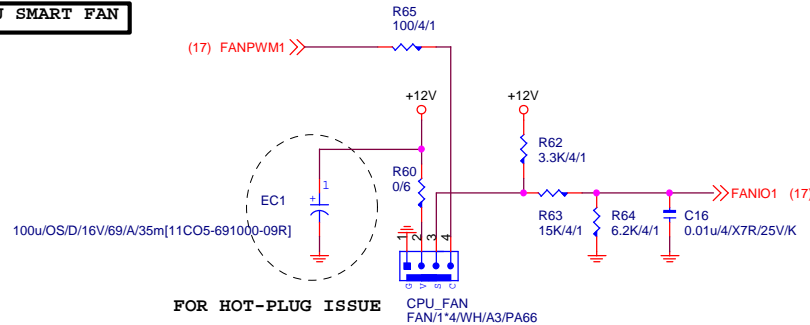 SMART FAN
R65
100/4/1
(17) FANPWM1
+12V
+12V
R62
3.3K/4/1
R60
0/6
EC1
1
+
100u/OS/D/16V/69/A/35m[11CO5-691000-09R]
FANIO1 (17)
R63
15K/4/1
R64
6.2K/4/1
C16
0.01u/4/X7R/25V/K
1 2 3 4
G V S C
FOR HOT-PLUG ISSUE
CPU_FAN
FAN/1*4/WH/A3/PA66